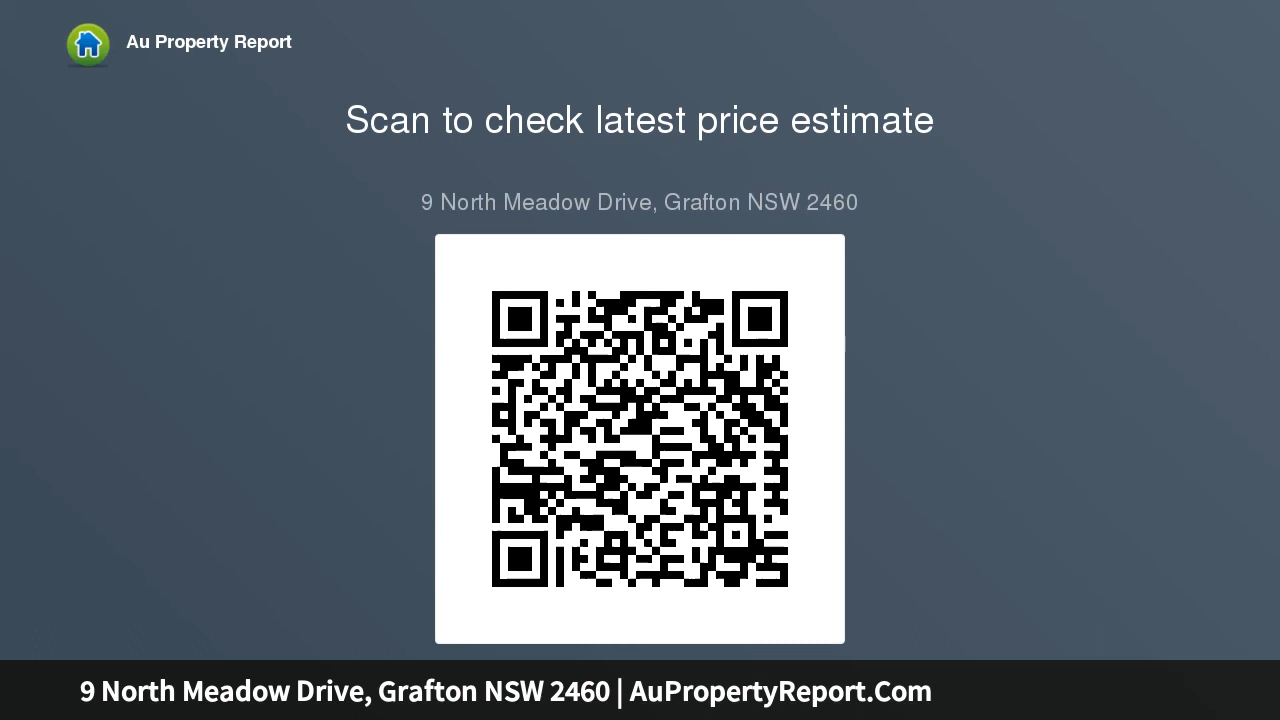 Au Property Report
Scan to check latest price estimate
9 North Meadow Drive, Grafton NSW 2460
9 North Meadow Drive, Grafton NSW 2460 | AuPropertyReport.Com